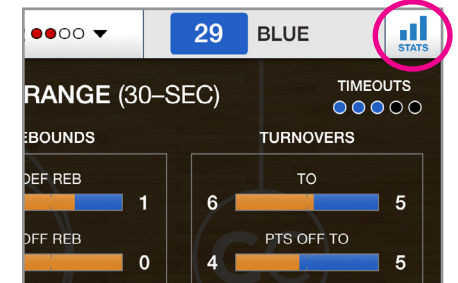 29 BLUE
STATS
RANGE (30–SEC)
TIMEOUTS
EBOUNDS
TURNOVERS
DEF REB
TO
1
6
5
OFF REB
PTS OFF TO
0
4
5